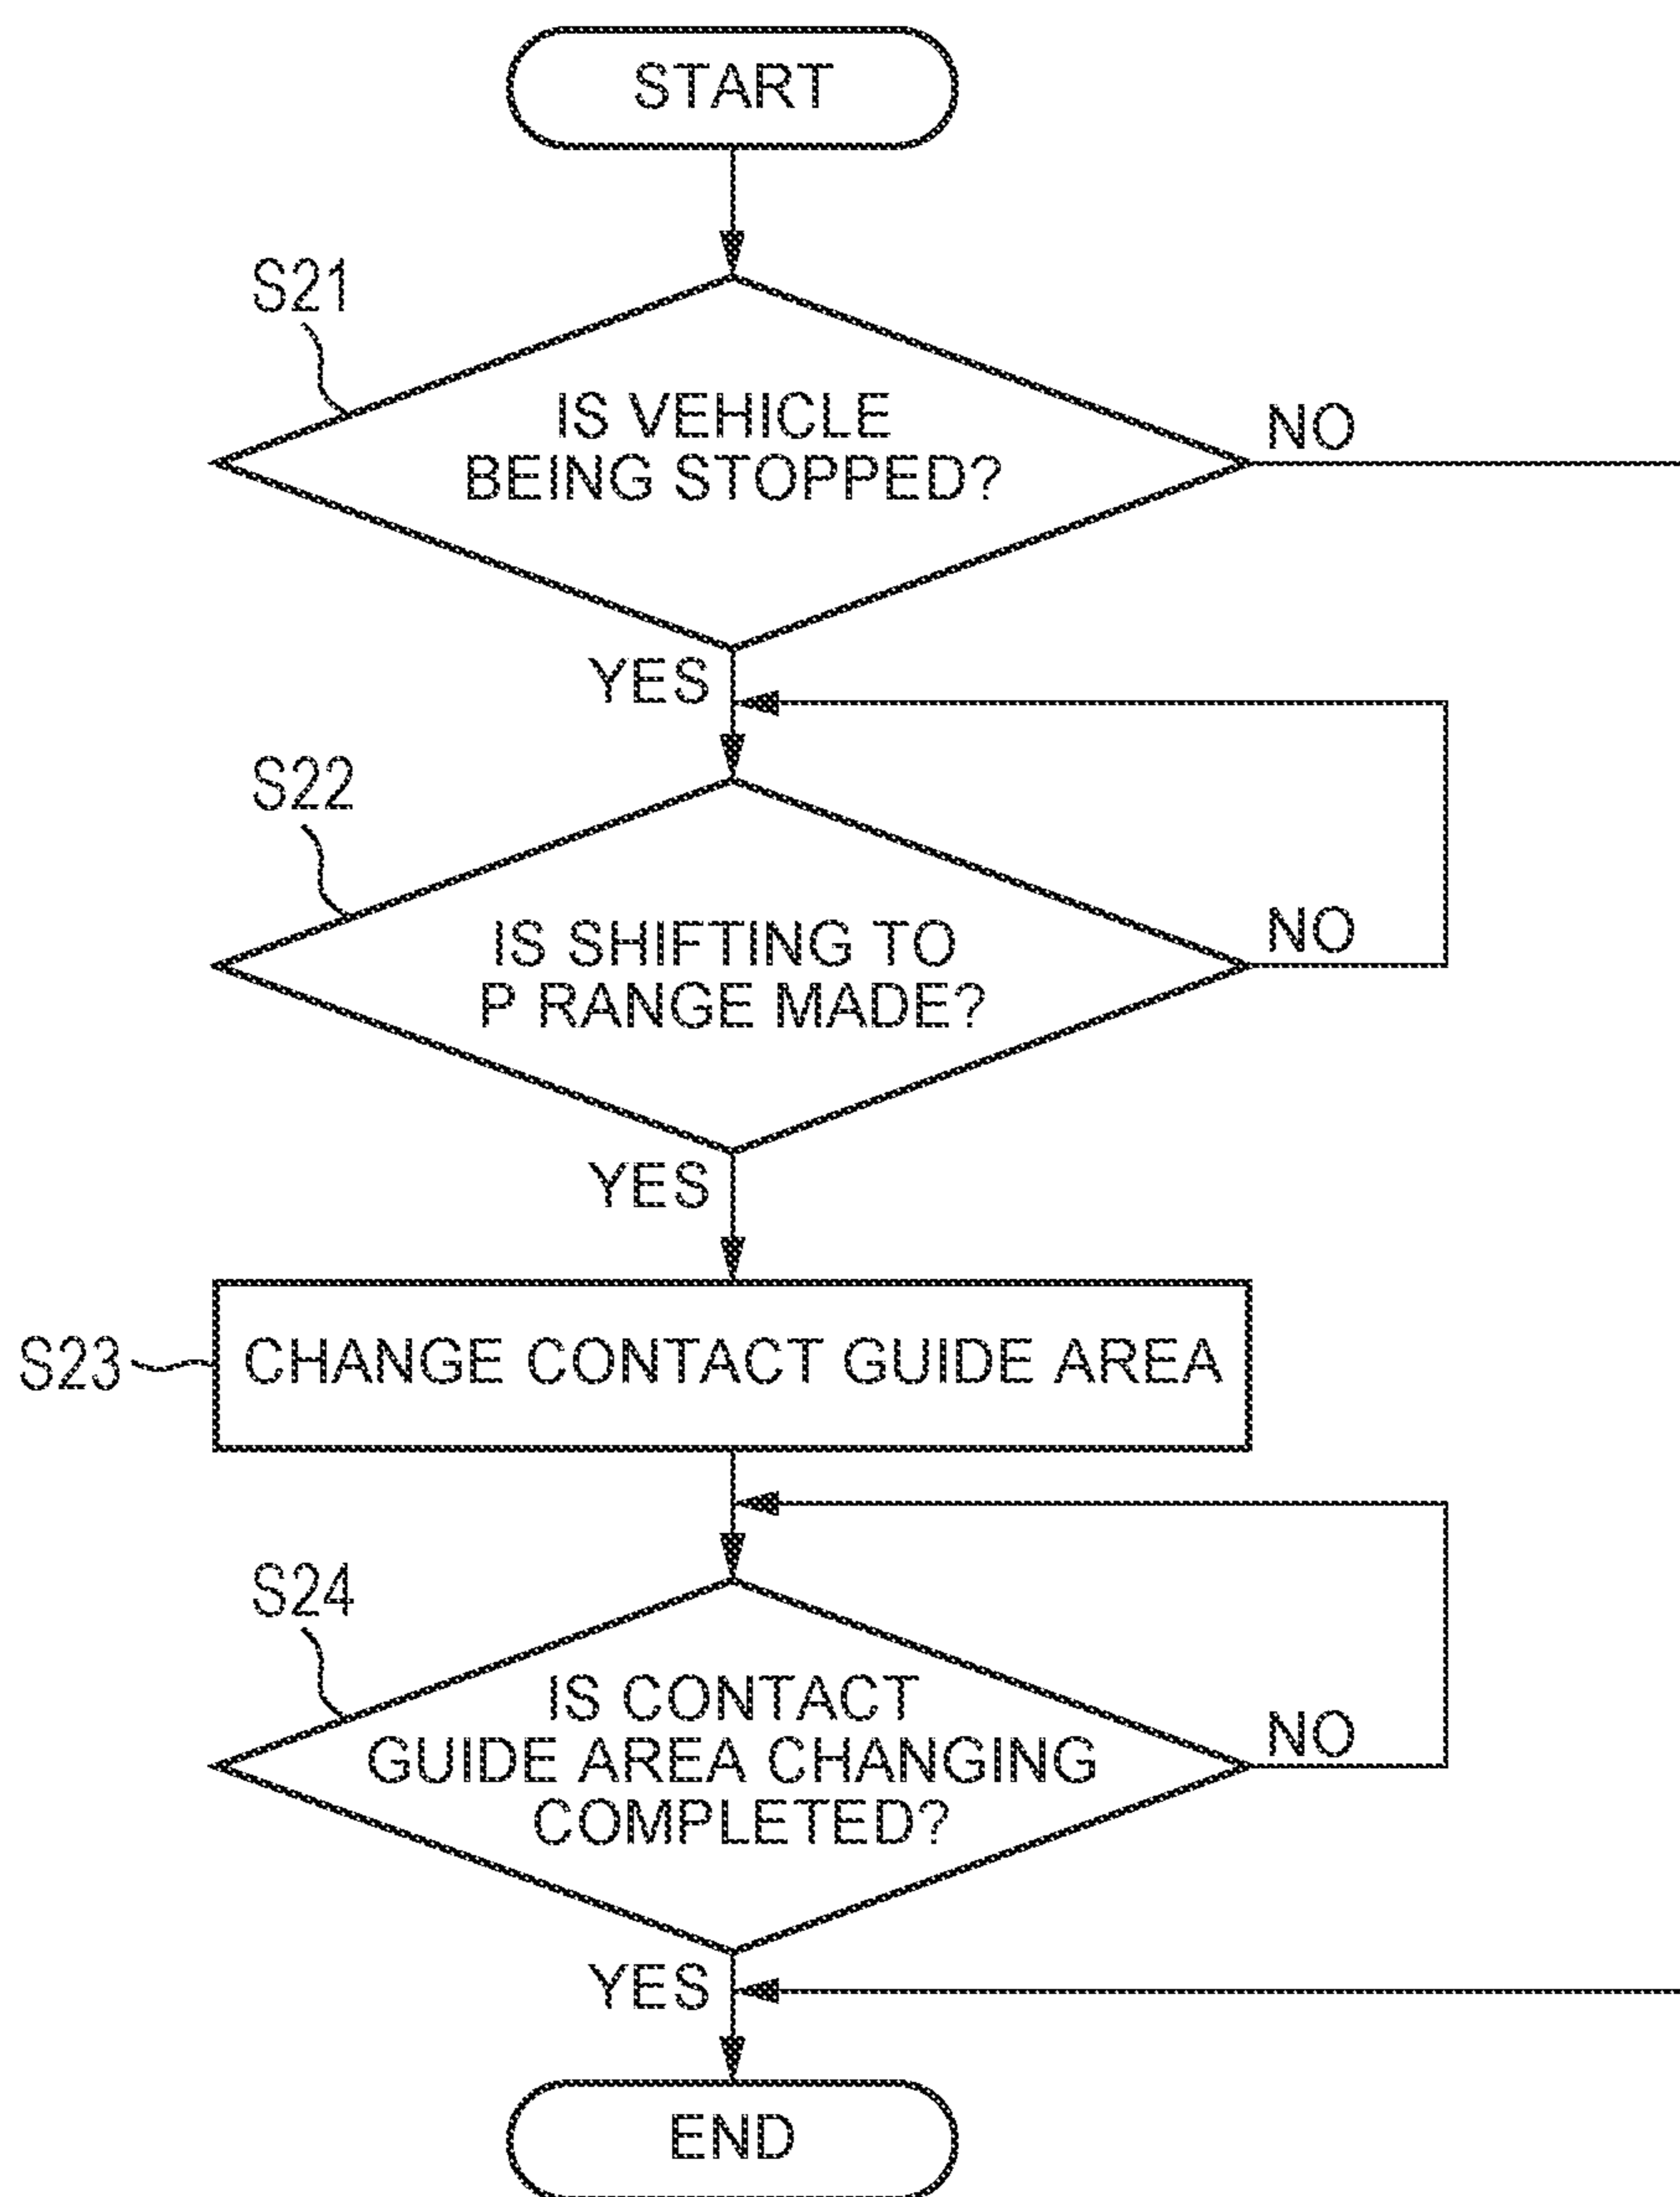 START
S21
IS VEHICLE
BEING STOPPED?
NO
YES
S22
IS SHIFTING TO
P RANGE MADE?
NO
YES
S23
CHANGE CONTACT GUIDE AREA
S24
IS CONTACT
GUIDE AREA CHANGING
COMPLETED?
NO
YES
END